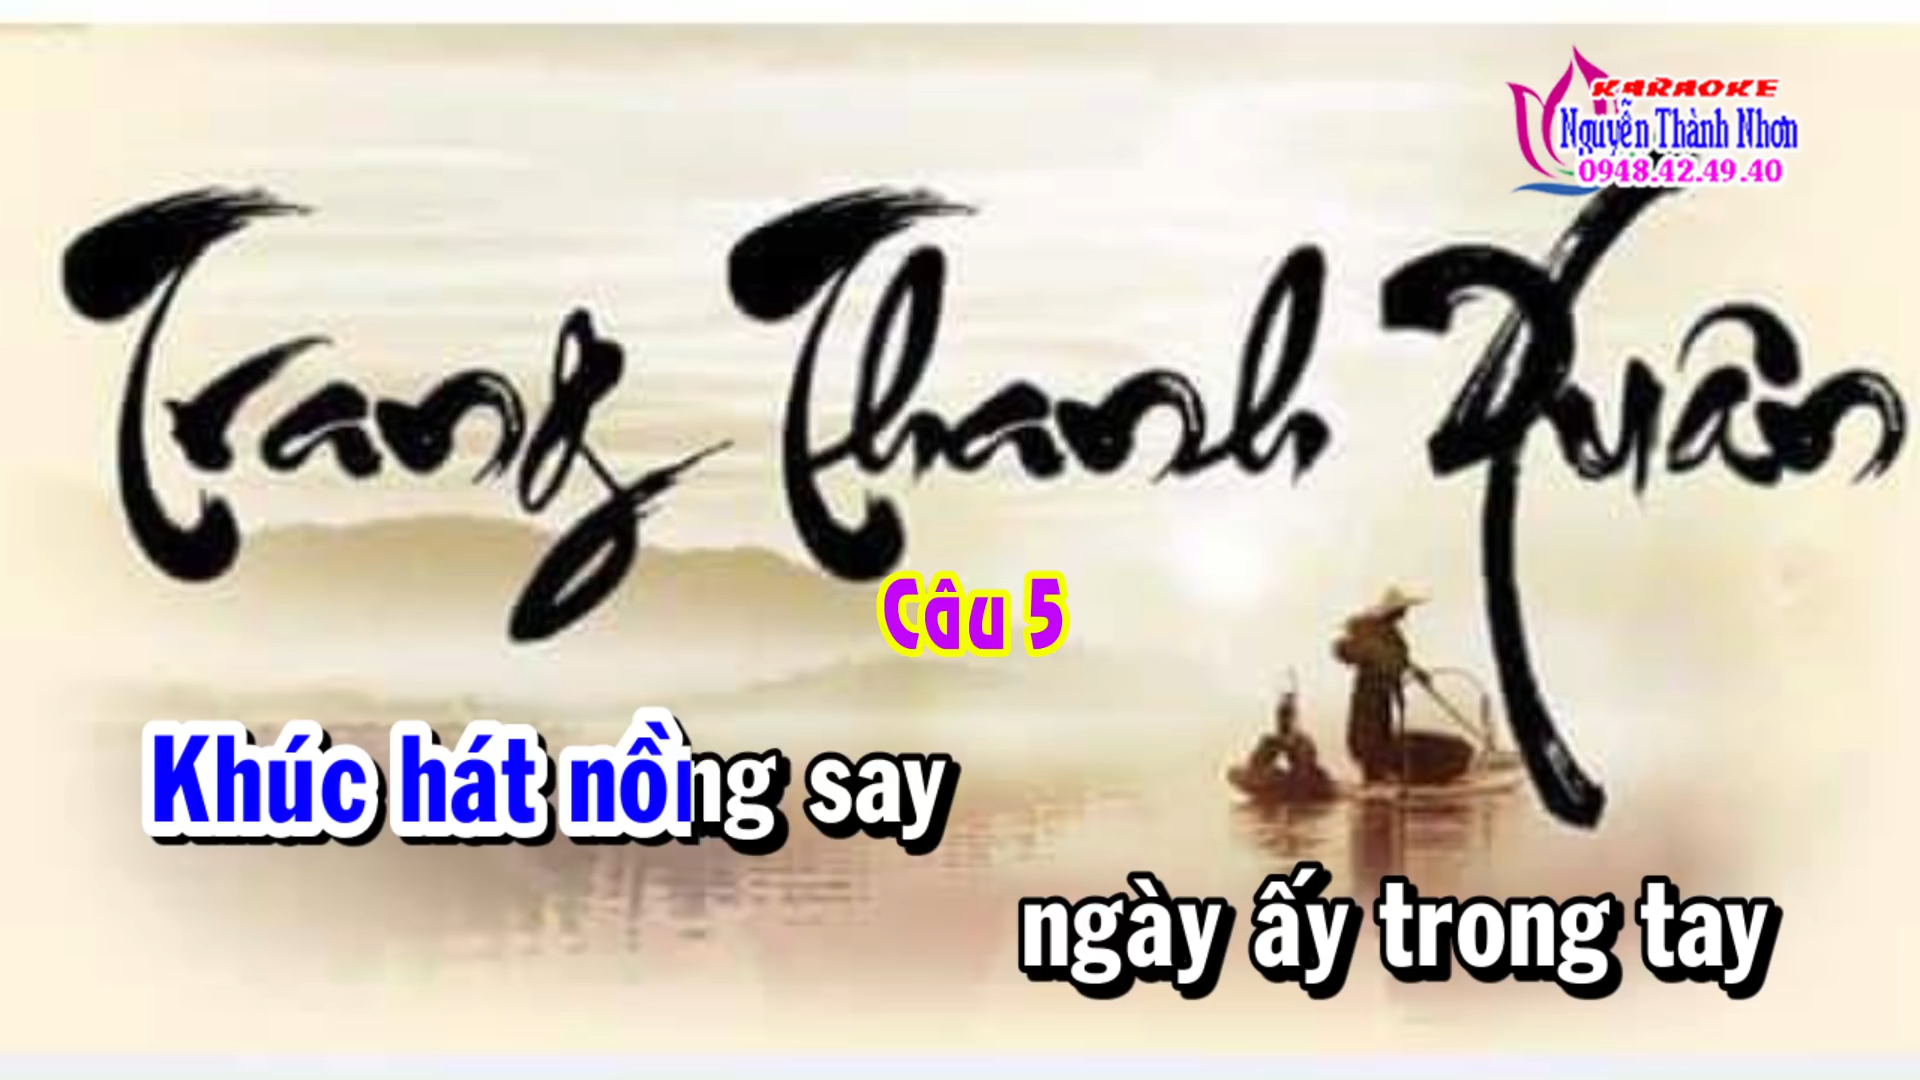 KARAOKE
Nguyễn Thành Nhơn
0948.42.49.40
Trang Thanh Xuân
Câu 5
Khúc hát nồng say
ngày ấy trong tay